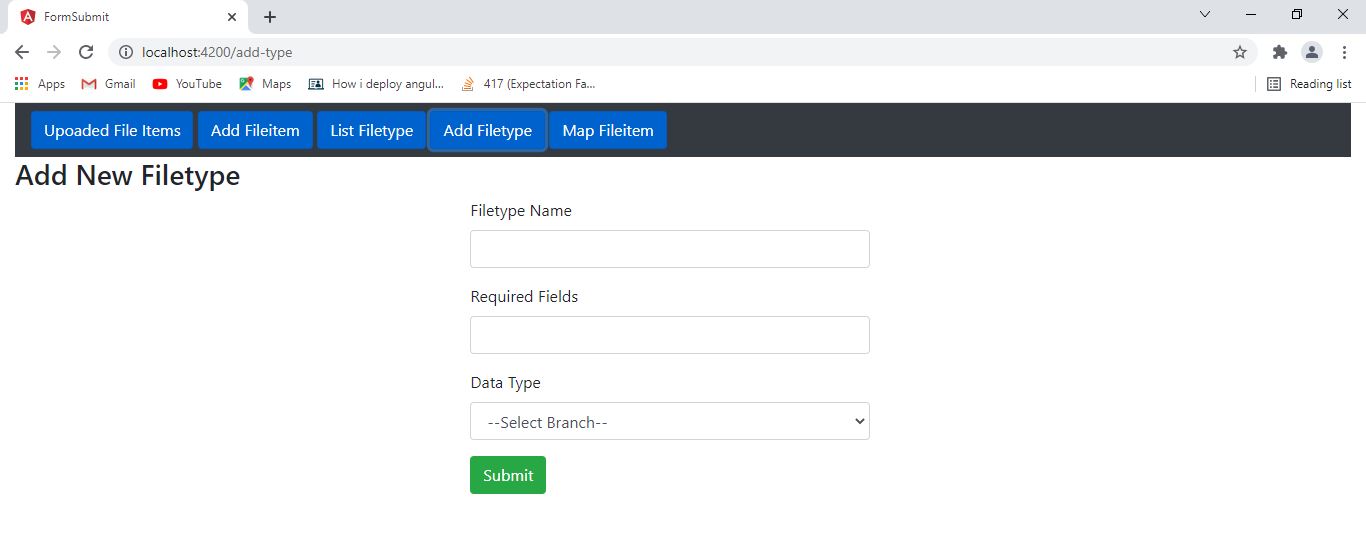 FormSubmit
localhost:4200/add-type
Apps Gmail YouTube Maps How i deploy angul... 417 (Expectation Fa... Reading list
Upoaded File Items Add Fileitem List Filetype Add Filetype Map Fileitem
Add New Filetype
Filetype Name
Required Fields
Data Type
--Select Branch--
Submit